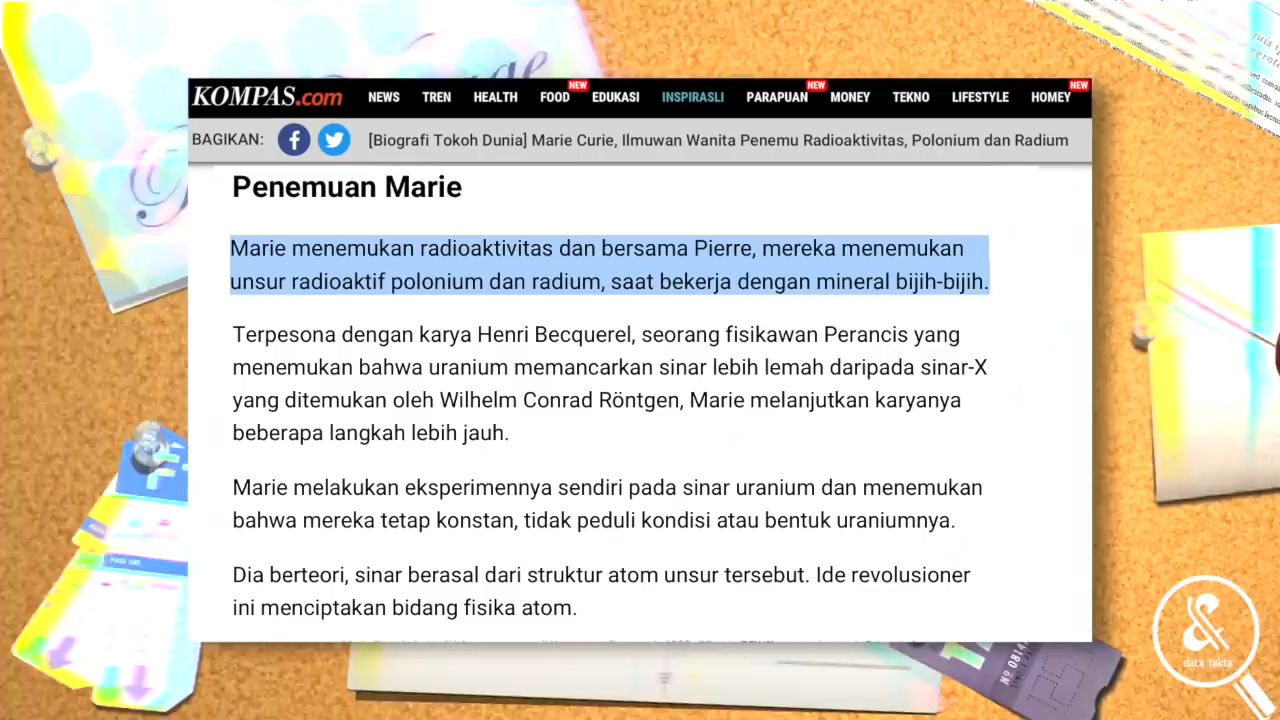 KOMPAS.com NEWS TREN HEALTH FOOD NEW EDUKASI INSPIRASLI PARAPUAN NEW MONEY TEKNO LIFESTYLE HOMEY NEW
BAGIKAN: [Biografi Tokoh Dunia] Marie Curie, Ilmuwan Wanita Penemu Radioaktivitas, Polonium dan Radium
Penemuan Marie
Marie menemukan radioaktivitas dan bersama Pierre, mereka menemukan
unsur radioaktif polonium dan radium, saat bekerja dengan mineral bijih-bijih.
Terpesona dengan karya Henri Becquerel, seorang fisikawan Perancis yang
menemukan bahwa uranium memancarkan sinar lebih lemah daripada sinar-X
yang ditemukan oleh Wilhelm Conrad Röntgen, Marie melanjutkan karyanya
beberapa langkah lebih jauh.
Marie melakukan eksperimennya sendiri pada sinar uranium dan menemukan
bahwa mereka tetap konstan, tidak peduli kondisi atau bentuk uraniumnya.
Dia berteori, sinar berasal dari struktur atom unsur tersebut. Ide revolusioner
ini menciptakan bidang fisika atom.
data fakta